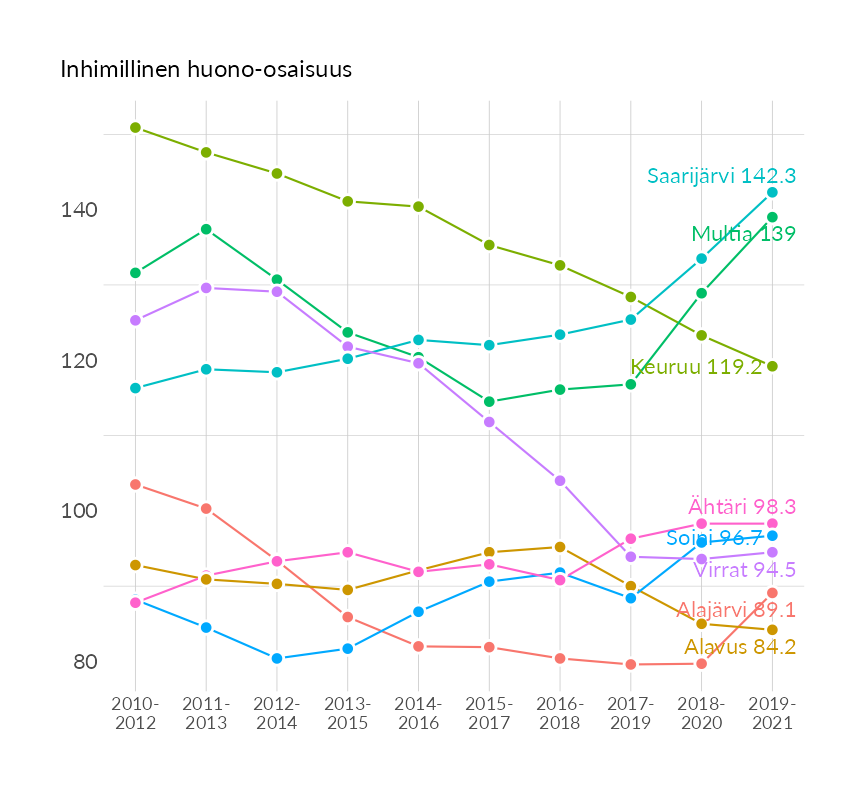 Inhimillinen huono-osaisuus
Saarijärvi 142.3
140
Multia 139
120
Keuruu 119.2
100
Ähtäri 98.3
Soini 96.7
Virrat 94.5
Alajärvi 89.1
Alavus 84.2
80
2010- 2011- 2012- 2013- 2014- 2015- 2016- 2017- 2018- 2019-
2012 2013 2014 2015 2016 2017 2018 2019 2020 2021